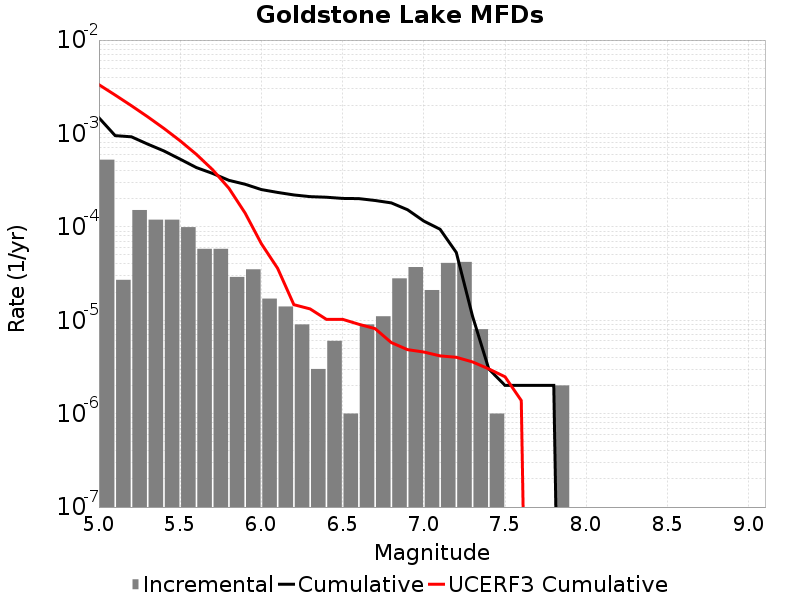 Goldstone Lake MFDs
10-2
10-3
10-4
10-5
10-6
10-7
Rate (1/yr)
5.0 5.5 6.0 6.5 7.0 7.5 8.0 8.5 9.0
Magnitude
Incremental Cumulative UCERF3 Cumulative